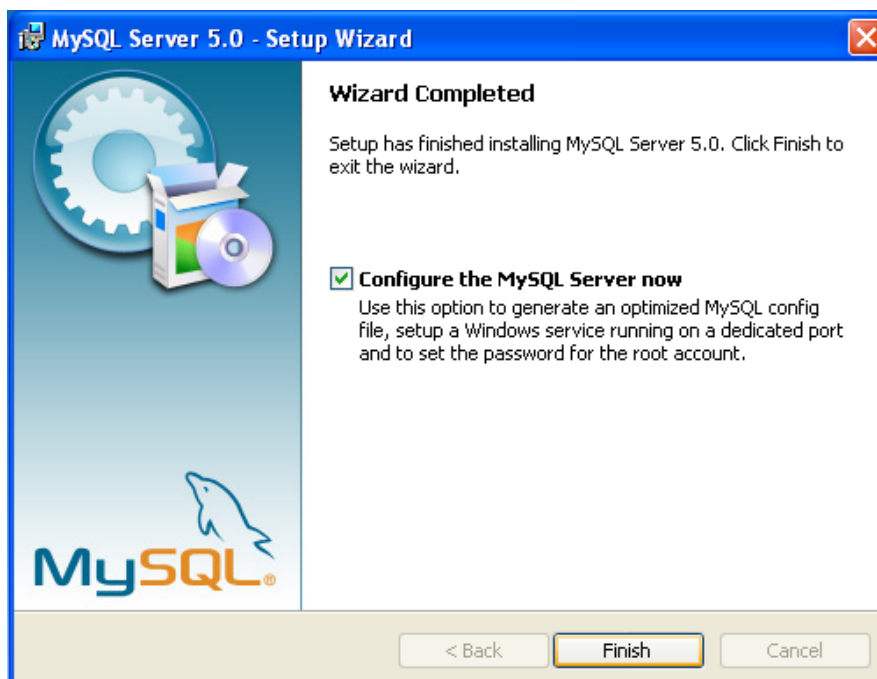 MySQL Server 5.0 - Setup Wizard
Wizard Completed
Setup has finished installing MySQL Server 5.0. Click Finish to
exit the wizard.
Configure the MySQL Server now
Use this option to generate an optimized MySQL config
file, setup a Windows service running on a dedicated port
and to set the password for the root account.
MySQL®
< Back
Finish
Cancel